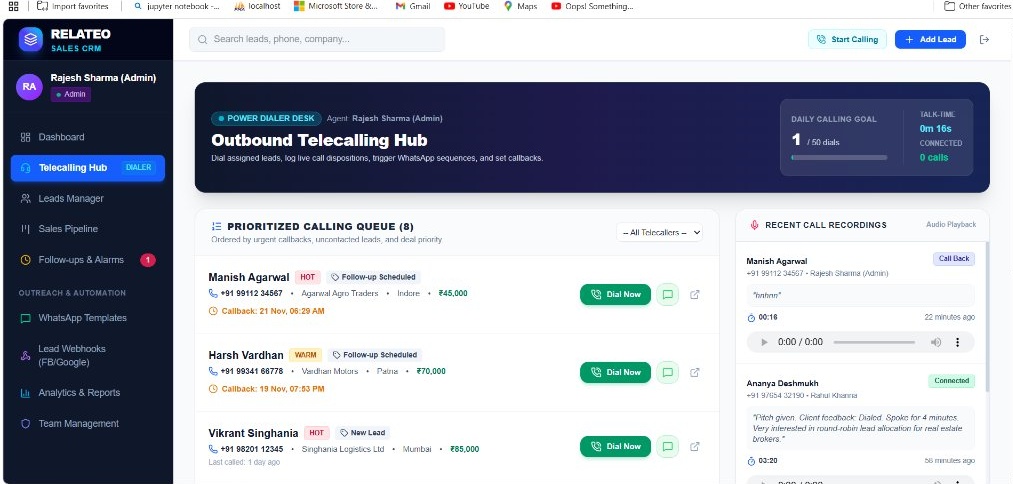 Import favorites
jupyter notebook -...
localhost
Microsoft Store &...
Gmail
YouTube
Maps
Oops! Something...
Other favorites
RELATEO
SALES CRM
Search leads, phone, company...
Start Calling
+ Add Lead
RA
Rajesh Sharma (Admin)
Admin
Dashboard
Telecalling Hub
DIALER
Leads Manager
Sales Pipeline
Follow-ups & Alarms
1
OUTREACH & AUTOMATION
WhatsApp Templates
Lead Webhooks
(FB/Google)
Analytics & Reports
Team Management
POWER DIALER DESK
Agent: Rajesh Sharma (Admin)
Outbound Telecalling Hub
Dial assigned leads, log live call dispositions, trigger WhatsApp sequences, and set callbacks.
DAILY CALLING GOAL
1 / 50 dials
TALK-TIME
0m 16s
CONNECTED
0 calls
PRIORITIZED CALLING QUEUE (8)
Ordered by urgent callbacks, uncontacted leads, and deal priority
-- All Telecallers --
Manish Agarwal HOT Follow-up Scheduled
+91 99112 34567 • Agarwal Agro Traders • Indore • ₹45,000
Callback: 21 Nov, 06:29 AM
Dial Now
Harsh Vardhan WARM Follow-up Scheduled
+91 99341 66778 • Vardhan Motors • Patna • ₹70,000
Callback: 19 Nov, 07:53 PM
Dial Now
Vikrant Singhania HOT New Lead
+91 98201 12345 • Singhania Logistics Ltd • Mumbai • ₹85,000
Last called: 1 day ago
Dial Now
RECENT CALL RECORDINGS
Audio Playback
Manish Agarwal
Call Back
+91 99112 34567 • Rajesh Sharma (Admin)
"hnhnn"
00:16
22 minutes ago
0:00 / 0:00
Ananya Deshmukh
Connected
+91 97654 32190 • Rahul Khanna
"Pitch given. Client feedback: Dialed. Spoke for 4 minutes.
Very interested in round-robin lead allocation for real estate
brokers."
03:20
56 minutes ago
0:00 / 0:00